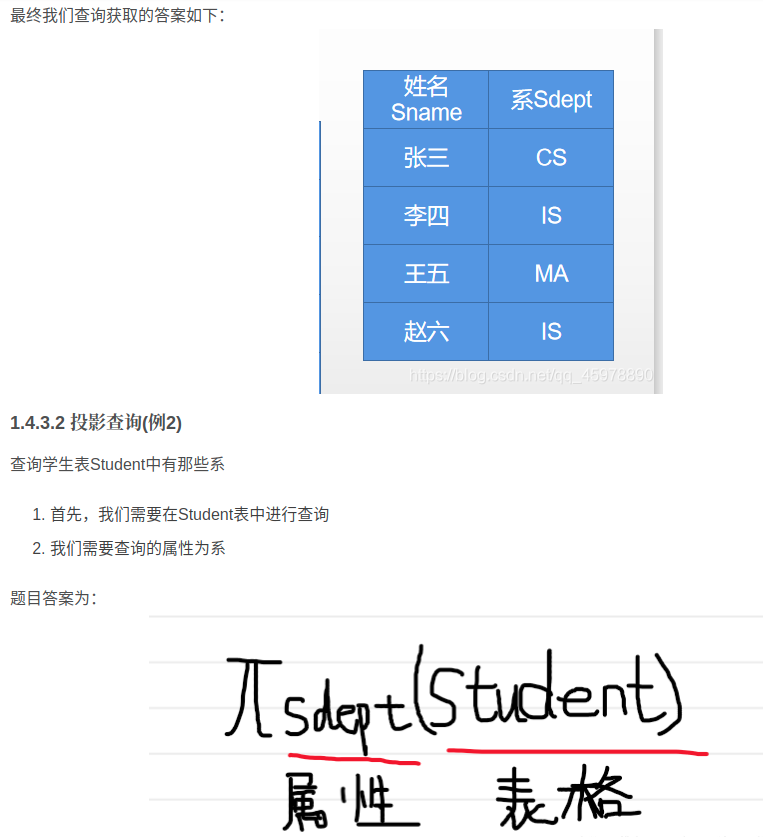 最终我们查询获取的答案如下：
姓名 系Sdept
Sname
张三 CS
李四 IS
王五 MA
赵六 IS
https://blog.csdn.net/qq_45978890
1.4.3.2 投影查询(例2)
查询学生表Student中有那些系
1. 首先，我们需要在Student表中进行查询
2. 我们需要查询的属性为系
题目答案为：
π Sdept (Student)
属性 表格